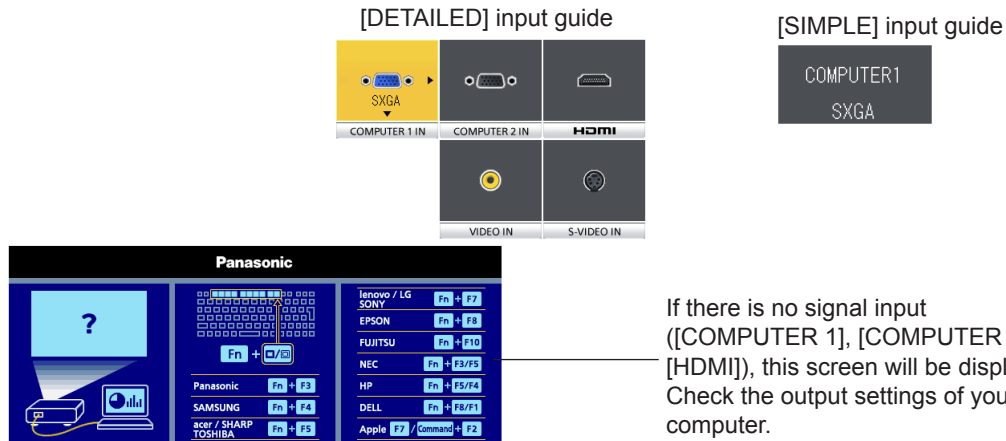 [DETAILED] input guide
[SIMPLE] input guide
SXGA
COMPUTER 1 IN
COMPUTER 2 IN
HDMI
VIDEO IN
S-VIDEO IN
COMPUTER1
SXGA
Panasonic
?
Fn +
Panasonic Fn + F3
SAMSUNG Fn + F4
acer / SHARP
TOSHIBA Fn + F5
lenovo / LG
SONY Fn + F7
EPSON Fn + F8
FUJITSU Fn + F10
NEC Fn + F3/F5
HP Fn + F5/F4
DELL Fn + F8/F1
Apple F7 / Command + F2
If there is no signal input
([COMPUTER 1], [COMPUTER
[HDMI]), this screen will be
Check the output settings of
computer.